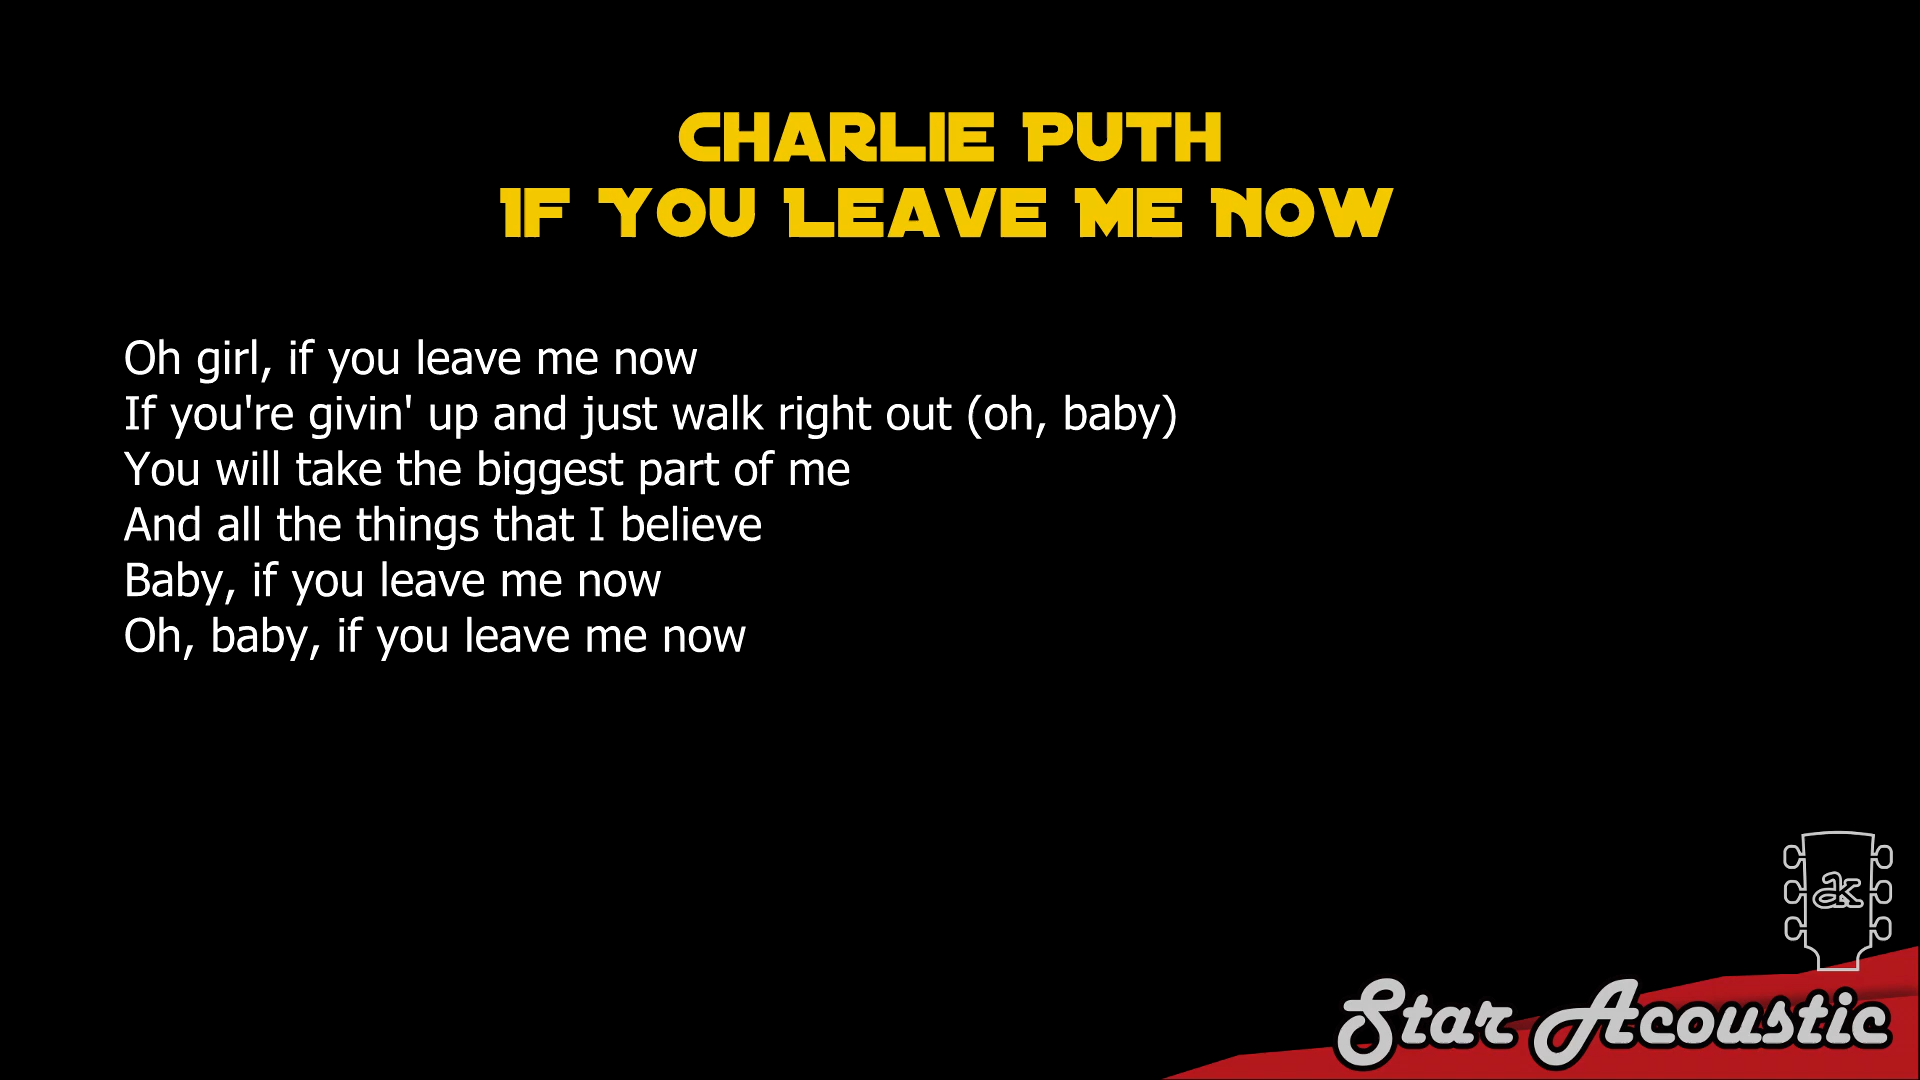 Charlie Puth
If You Leave Me Now
Oh girl, if you leave me now
If you're givin' up and just walk right out (oh, baby)
You will take the biggest part of me
And all the things that I believe
Baby, if you leave me now
Oh, baby, if you leave me now
ak
Star Acoustic